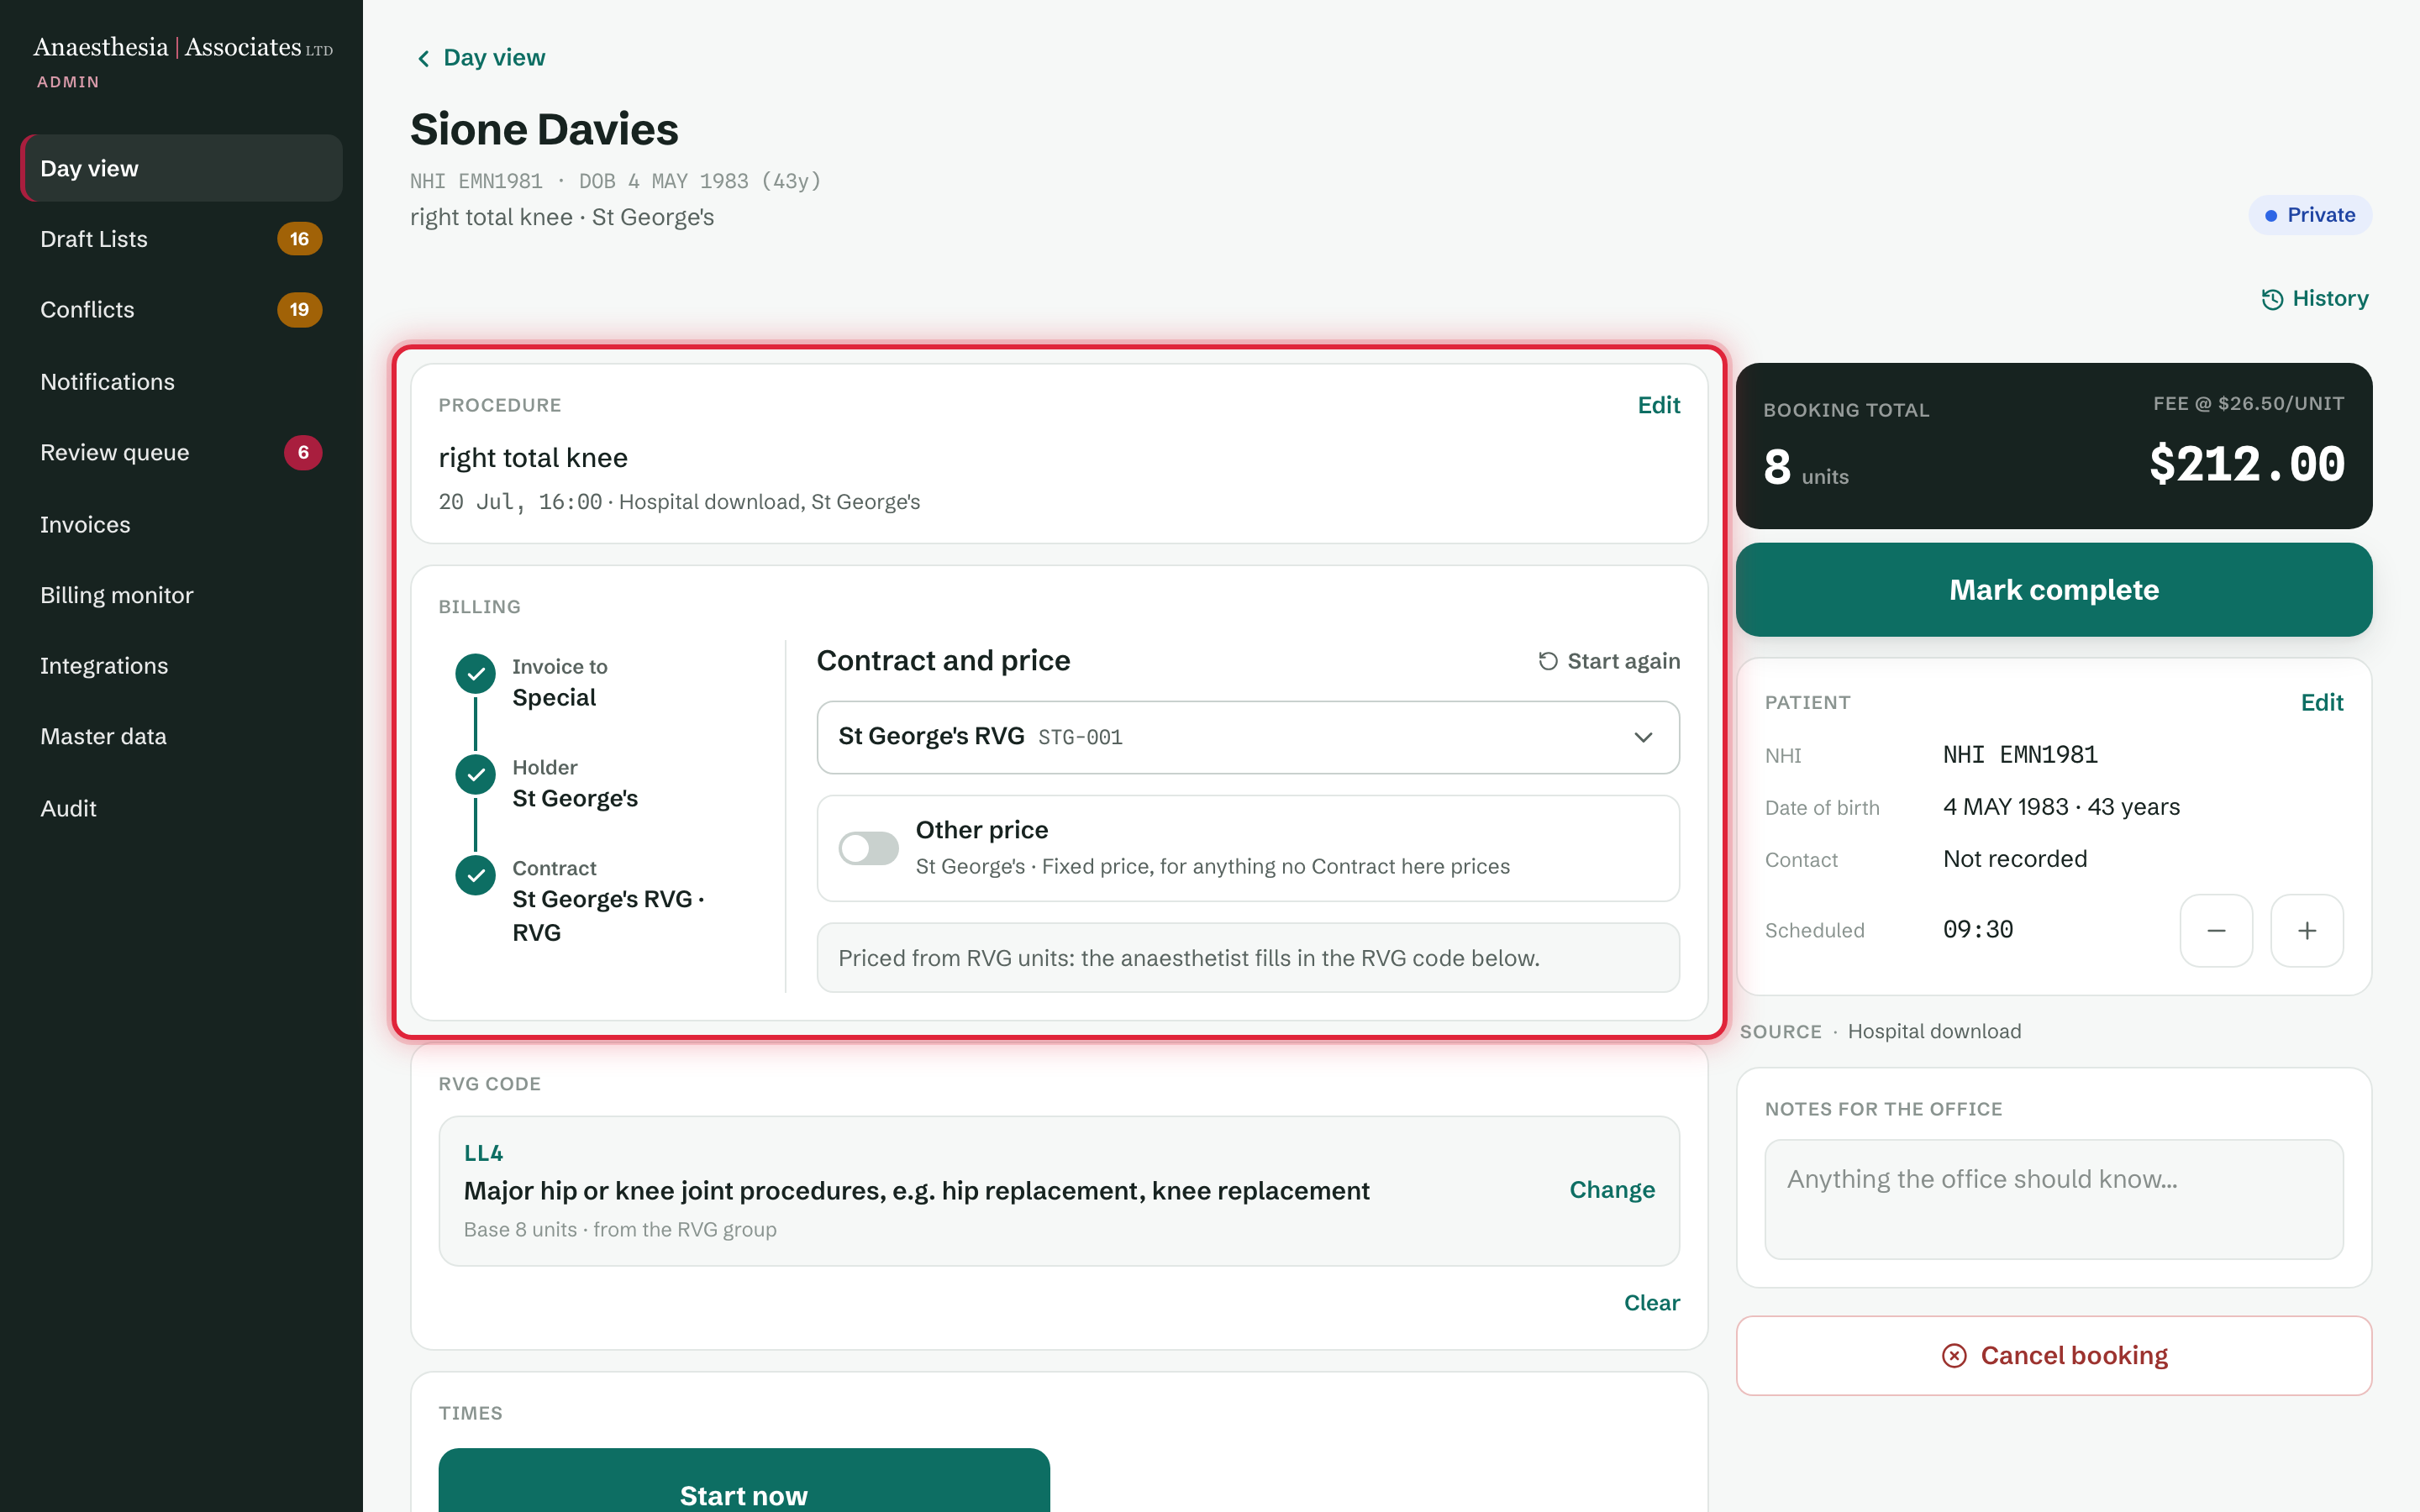 Anaesthesia | Associates LTD
ADMIN
Day view
Draft Lists 16
Conflicts 19
Notifications
Review queue 6
Invoices
Billing monitor
Integrations
Master data
Audit
Day view
Sione Davies
NHI EMN1981 · DOB 4 MAY 1983 (43y)
right total knee · St George's
Private
History
PROCEDURE Edit
right total knee
20 Jul, 16:00 · Hospital download, St George's
BILLING
Invoice to
Special
Holder
St George's
Contract
St George's RVG ·
RVG
Contract and price Start again
St George's RVG STG-001
Other price
St George's · Fixed price, for anything no Contract here prices
Priced from RVG units: the anaesthetist fills in the RVG code below.
RVG CODE
LL4
Major hip or knee joint procedures, e.g. hip replacement, knee replacement
Change
Base 8 units · from the RVG group
Clear
TIMES
Start now
BOOKING TOTAL FEE @ $26.50/UNIT
8 units $212.00
Mark complete
PATIENT Edit
NHI NHI EMN1981
Date of birth 4 MAY 1983 · 43 years
Contact Not recorded
Scheduled 09:30 − +
SOURCE · Hospital download
NOTES FOR THE OFFICE
Anything the office should know...
Cancel booking